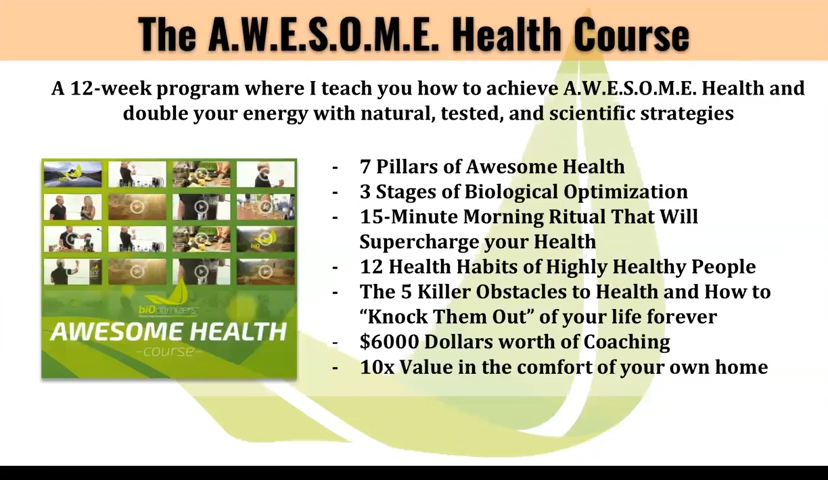 The A.W.E.S.O.M.E. Health Course
A 12-week program where I teach you how to achieve A.W.E.S.O.M.E. Health and
double your energy with natural, tested, and scientific strategies
- 7 Pillars of Awesome Health
- 3 Stages of Biological Optimization
- 15-Minute Morning Ritual That Will
Supercharge your Health
- 12 Health Habits of Highly Healthy People
- The 5 Killer Obstacles to Health and How to
“Knock Them Out” of your life forever
- $6000 Dollars worth of Coaching
- 10x Value in the comfort of your own home
biOptimizers
AWESOME HEALTH
-course-